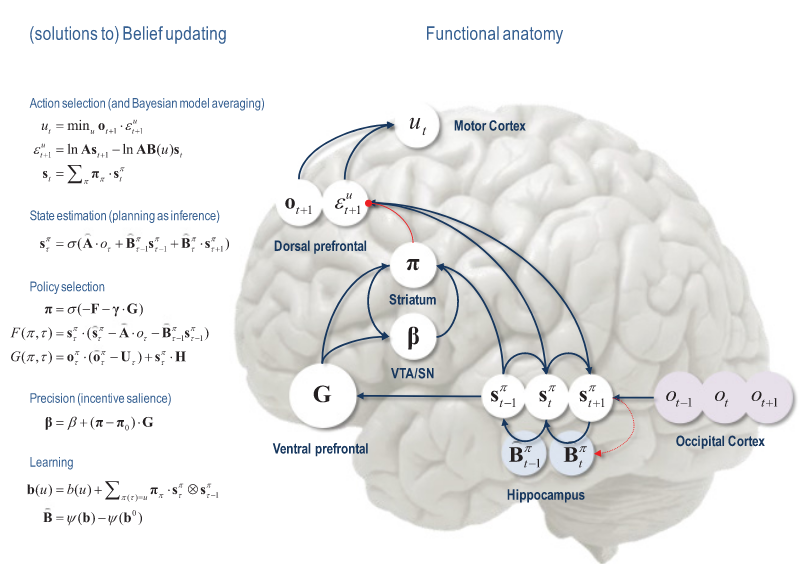 (solutions to) Belief updating
Functional anatomy
Action selection (and Bayesian model averaging)
u_t = min_u o_{t+1} · ε^u_{t+1}
ε^u_{t+1} = ln As_{t+1} − ln AB(u)s_t
s_t = ∑_π π_π · s^π_t
State estimation (planning as inference)
s^π_τ = σ(Â · o_τ + B̂^π_{τ−1}s^π_{τ−1} + B̂^π_τ · s^π_{τ+1})
Policy selection
π = σ(−F − γ · G)
F(π,τ) = s^π_τ · (ŝ^π_τ − Â · o_τ − B̂^π_{τ−1}s^π_{τ−1})
G(π,τ) = o^π_τ · (ô^π_τ − U_τ) + s^π_τ · H
Precision (incentive salience)
β = β + (π − π_0) · G
Learning
b(u) = b(u) + ∑_{π(τ)=u} π_π · s^π_τ ⊗ s^π_{τ−1}
B̂ = ψ(b) − ψ(b^0)
u_t
Motor Cortex
o_{t+1}
ε^u_{t+1}
Dorsal prefrontal
π
Striatum
β
VTA/SN
G
Ventral prefrontal
s^π_{t−1}
s^π_t
s^π_{t+1}
o_{t−1}
o_t
o_{t+1}
Occipital Cortex
B̂^π_{t−1}
B^π_t
Hippocampus